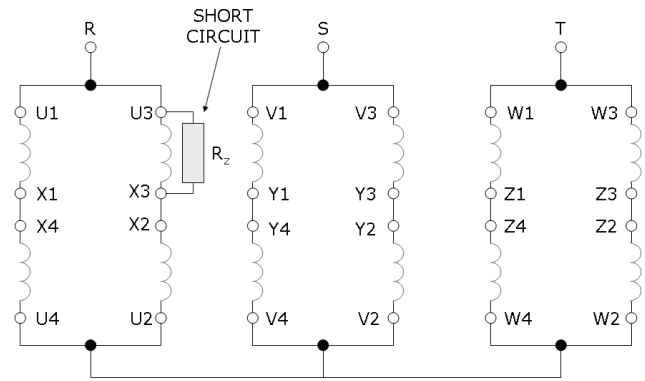 SHORT
CIRCUIT
R S T
U1 U3 V1 V3 W1 W3
Rz
X1 X3 Y1 Y3 Z1 Z3
X4 X2 Y4 Y2 Z4 Z2
U4 U2 V4 V2 W4 W2